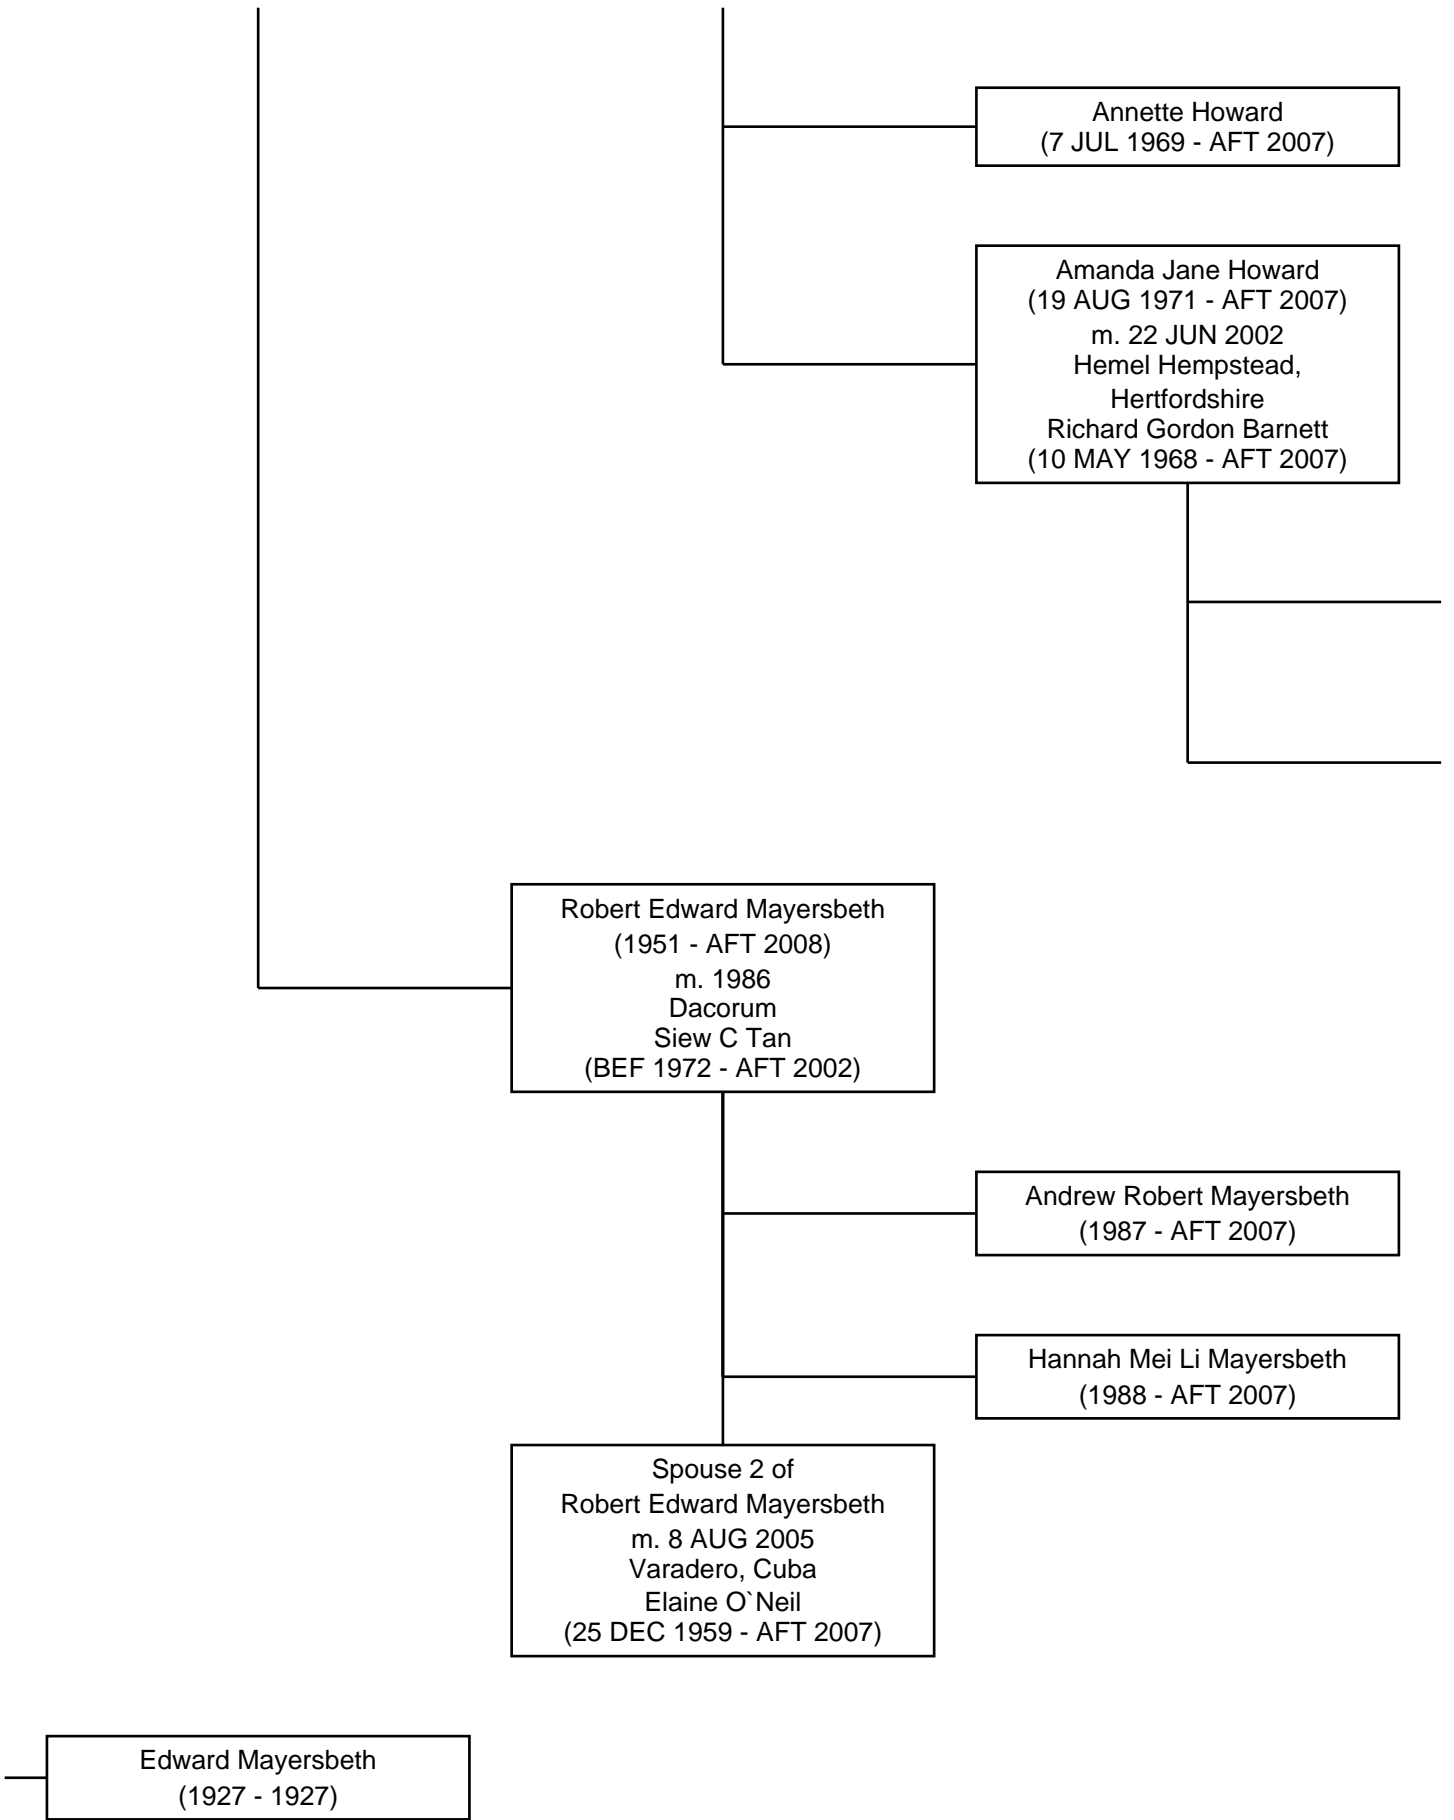 Annette Howard
(7 JUL 1969 - AFT 2007)
Amanda Jane Howard
(19 AUG 1971 - AFT 2007)
m. 22 JUN 2002
Hemel Hempstead,
Hertfordshire
Richard Gordon Barnett
(10 MAY 1968 - AFT 2007)
Robert Edward Mayersbeth
(1951 - AFT 2008)
m. 1986
Dacorum
Siew C Tan
(BEF 1972 - AFT 2002)
Andrew Robert Mayersbeth
(1987 - AFT 2007)
Hannah Mei Li Mayersbeth
(1988 - AFT 2007)
Spouse 2 of
Robert Edward Mayersbeth
m. 8 AUG 2005
Varadero, Cuba
Elaine O`Neil
(25 DEC 1959 - AFT 2007)
Edward Mayersbeth
(1927 - 1927)